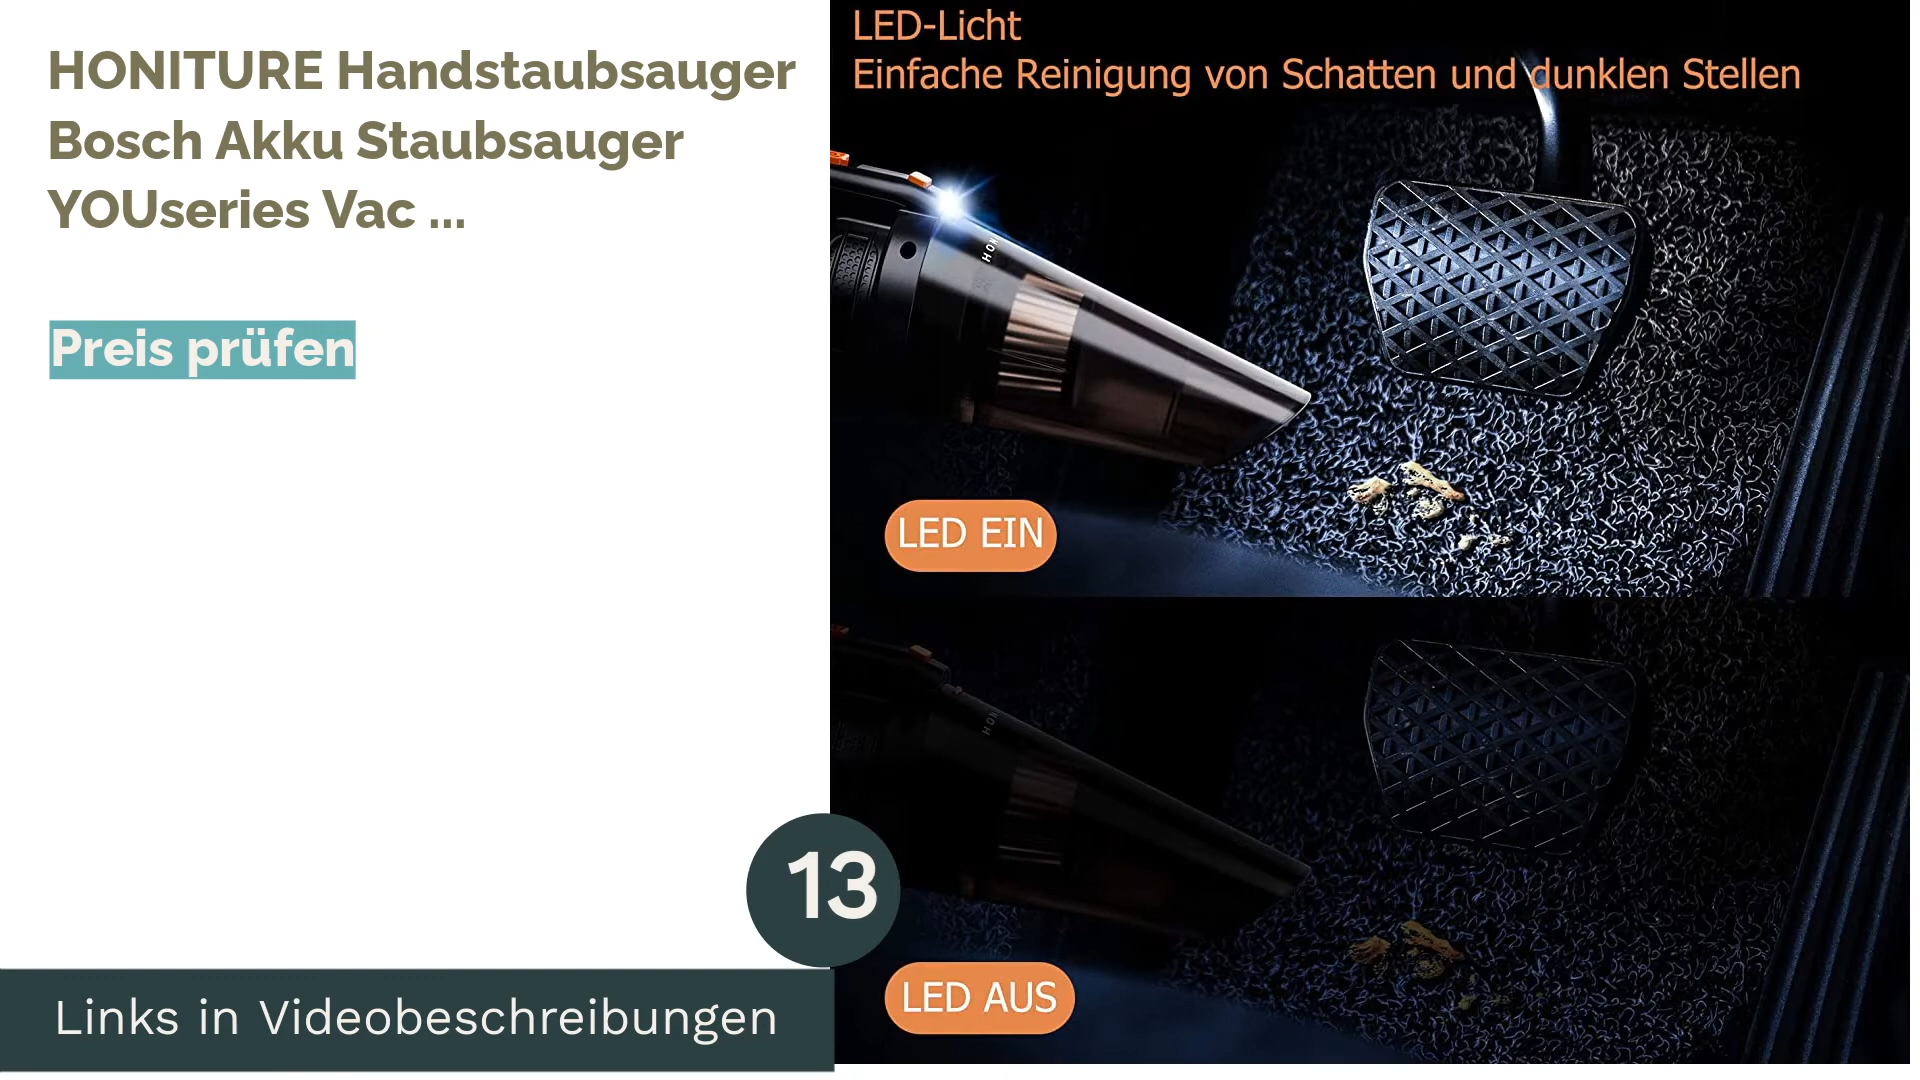 HONITURE Handstaubsauger
Bosch Akku Staubsauger
YOUseries Vac ...
Preis prüfen
LED-Licht
Einfache Reinigung von Schatten und dunklen Stellen
LED EIN
LED AUS
13
Links in Videobeschreibungen